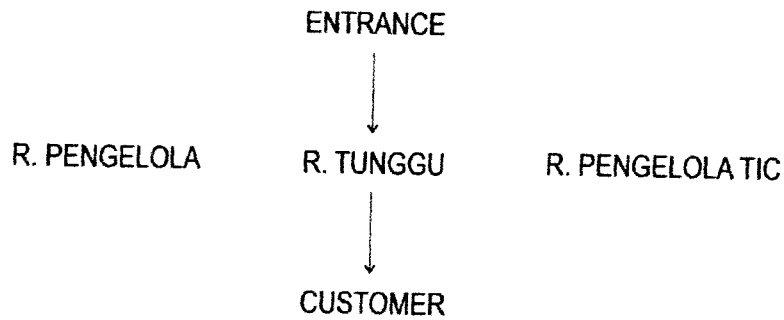 ENTRANCE
R. PENGELOLA R. TUNGGU R. PENGELOLA TIC
CUSTOMER